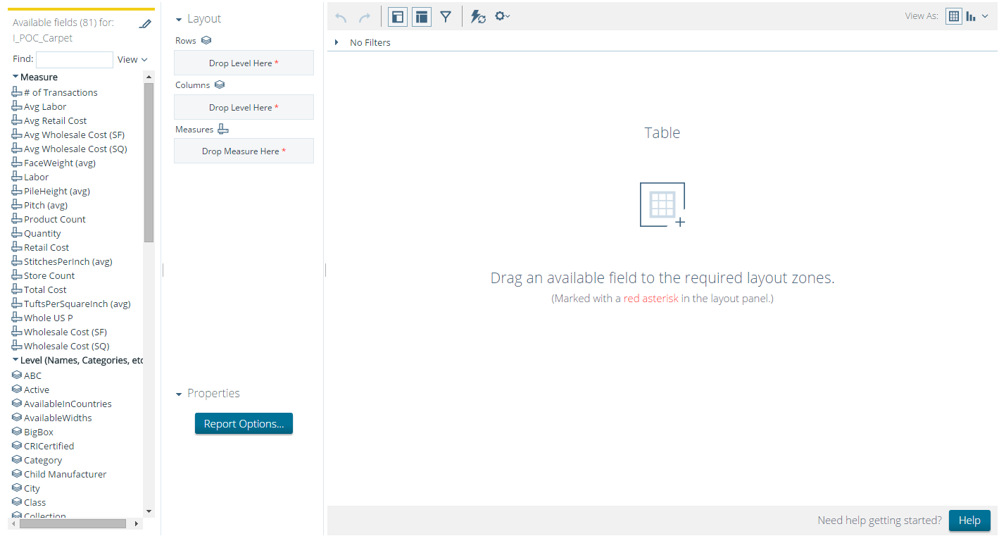 Available fields (81) for:
I_POC_Carpet
Find:
View
Measure
# of Transactions
Avg Labor
Avg Retail Cost
Avg Wholesale Cost (SF)
Avg Wholesale Cost (SQ)
FaceWeight (avg)
Labor
PileHeight (avg)
Pitch (avg)
Product Count
Quantity
Retail Cost
StitchesPerInch (avg)
Store Count
Total Cost
TuftsPerSquareInch (avg)
Whole US P
Wholesale Cost (SF)
Wholesale Cost (SQ)
Level (Names, Categories, etc
ABC
Active
AvailableInCountries
AvailableWidths
BigBox
CRICertified
Category
Child Manufacturer
City
Class
Collection
Layout
Rows
Drop Level Here *
Columns
Drop Level Here *
Measures
Drop Measure Here *
Properties
Report Options...
View As:
No Filters
Table
Drag an available field to the required layout zones.
(Marked with a red asterisk in the layout panel.)
Need help getting started?
Help